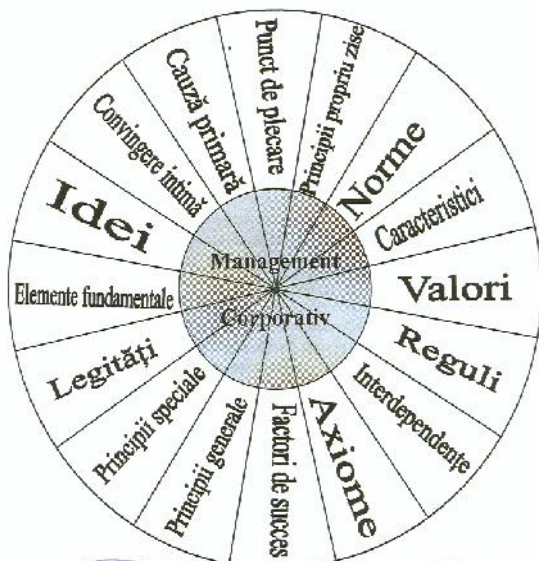 Punct de plecare
Principii propriu zise
Norme
Caracteristici
Valori
Reguli
Interdependențe
Axiome
Factori de succes
Principii generale
Principii speciale
Legități
Elemente fundamentale
Idei
Convingere intimă
Cauză primară
Management
Corporativ